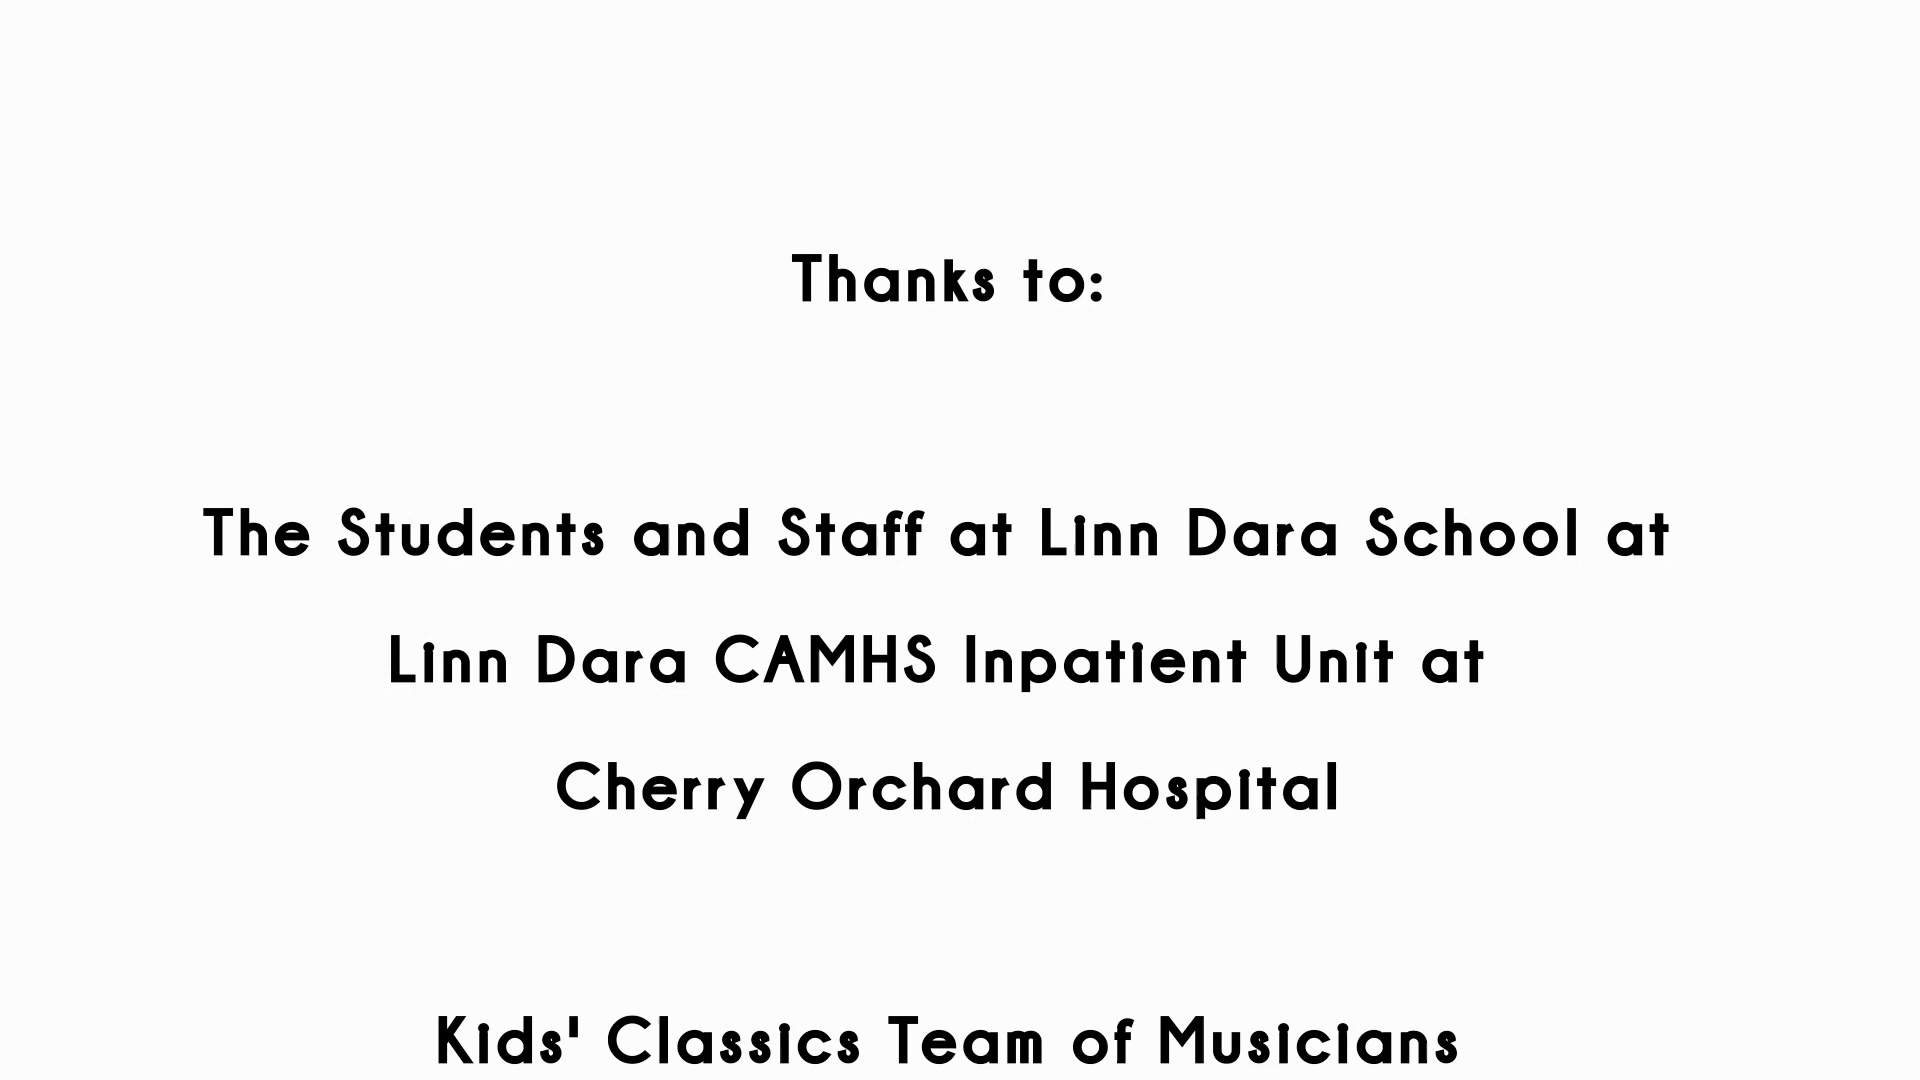 Thanks to:
The Students and Staff at Linn Dara School at
Linn Dara CAMHS Inpatient Unit at
Cherry Orchard Hospital
Kids' Classics Team of Musicians